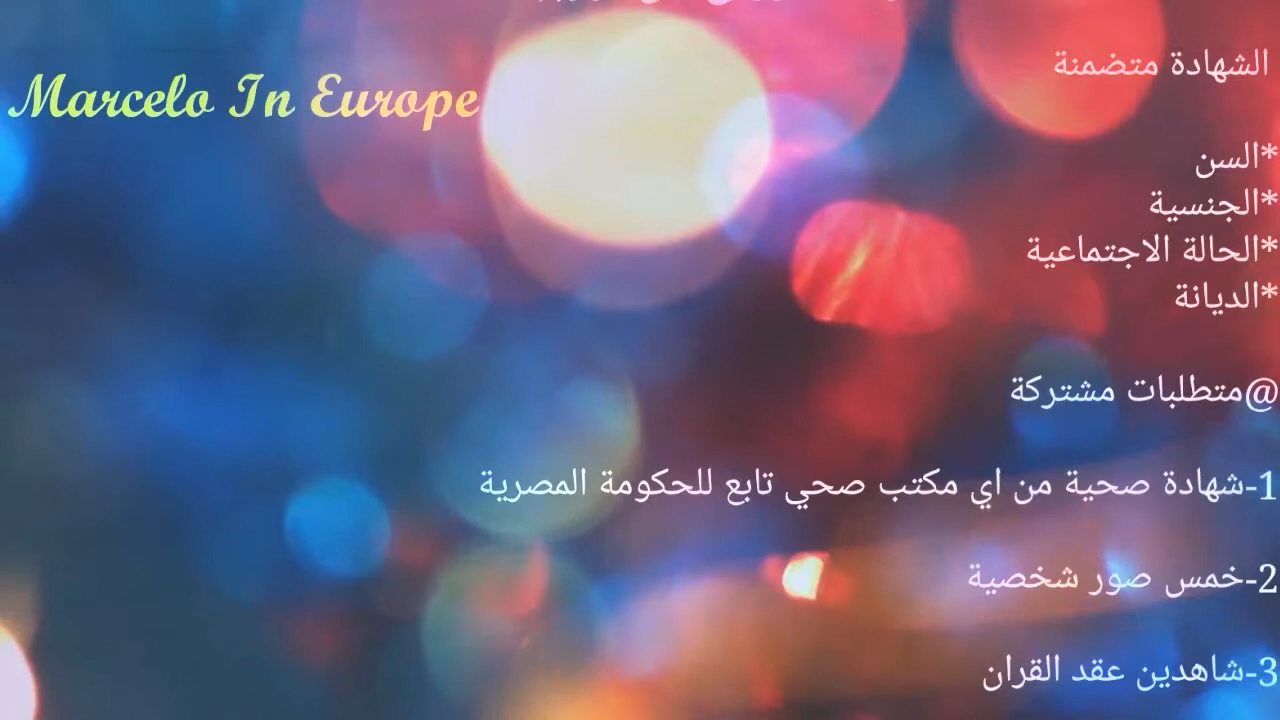 الشهادة متضمنة
Marcelo In Europe
*السن
*الجنسية
*الحالة الاجتماعية
*الديانة
@متطلبات مشتركة
1-شهادة صحية من اي مكتب صحي تابع للحكومة المصرية
2-خمس صور شخصية
3-شاهدين عقد القران